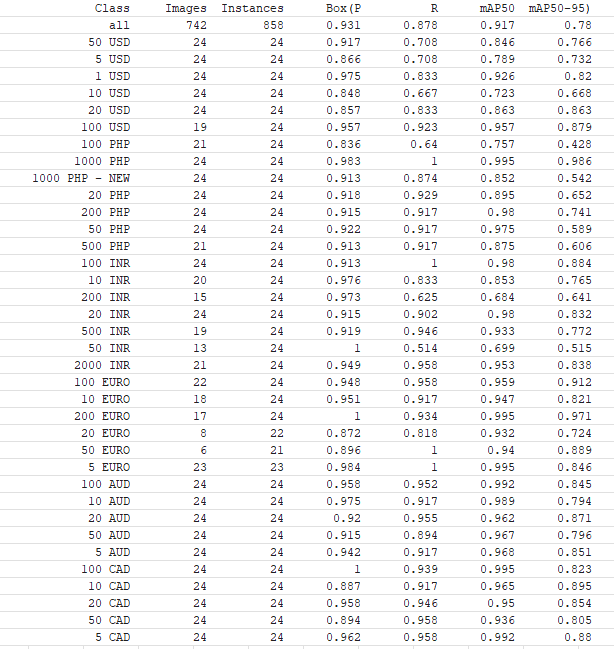 Class Images Instances Box(P R mAP50 mAP50-95)
all 742 858 0.931 0.878 0.917 0.78
50 USD 24 24 0.917 0.708 0.846 0.766
5 USD 24 24 0.866 0.708 0.789 0.732
1 USD 24 24 0.975 0.833 0.926 0.82
10 USD 24 24 0.848 0.667 0.723 0.668
20 USD 24 24 0.857 0.833 0.863 0.863
100 USD 19 24 0.957 0.923 0.957 0.879
100 PHP 21 24 0.836 0.64 0.757 0.428
1000 PHP 24 24 0.983 1 0.995 0.986
1000 PHP - NEW 24 24 0.913 0.874 0.852 0.542
20 PHP 24 24 0.918 0.929 0.895 0.652
200 PHP 24 24 0.915 0.917 0.98 0.741
50 PHP 24 24 0.922 0.917 0.975 0.589
500 PHP 21 24 0.913 0.917 0.875 0.606
100 INR 24 24 0.913 1 0.98 0.884
10 INR 20 24 0.976 0.833 0.853 0.765
200 INR 15 24 0.973 0.625 0.684 0.641
20 INR 24 24 0.915 0.902 0.98 0.832
500 INR 19 24 0.919 0.946 0.933 0.772
50 INR 13 24 1 0.514 0.699 0.515
2000 INR 21 24 0.949 0.958 0.953 0.838
100 EURO 22 24 0.948 0.958 0.959 0.912
10 EURO 18 24 0.951 0.917 0.947 0.821
200 EURO 17 24 1 0.934 0.995 0.971
20 EURO 8 22 0.872 0.818 0.932 0.724
50 EURO 6 21 0.896 1 0.94 0.889
5 EURO 23 23 0.984 1 0.995 0.846
100 AUD 24 24 0.958 0.952 0.992 0.845
10 AUD 24 24 0.975 0.917 0.989 0.794
20 AUD 24 24 0.92 0.955 0.962 0.871
50 AUD 24 24 0.915 0.894 0.967 0.796
5 AUD 24 24 0.942 0.917 0.968 0.851
100 CAD 24 24 1 0.939 0.995 0.823
10 CAD 24 24 0.887 0.917 0.965 0.895
20 CAD 24 24 0.958 0.946 0.95 0.854
50 CAD 24 24 0.894 0.958 0.936 0.805
5 CAD 24 24 0.962 0.958 0.992 0.88